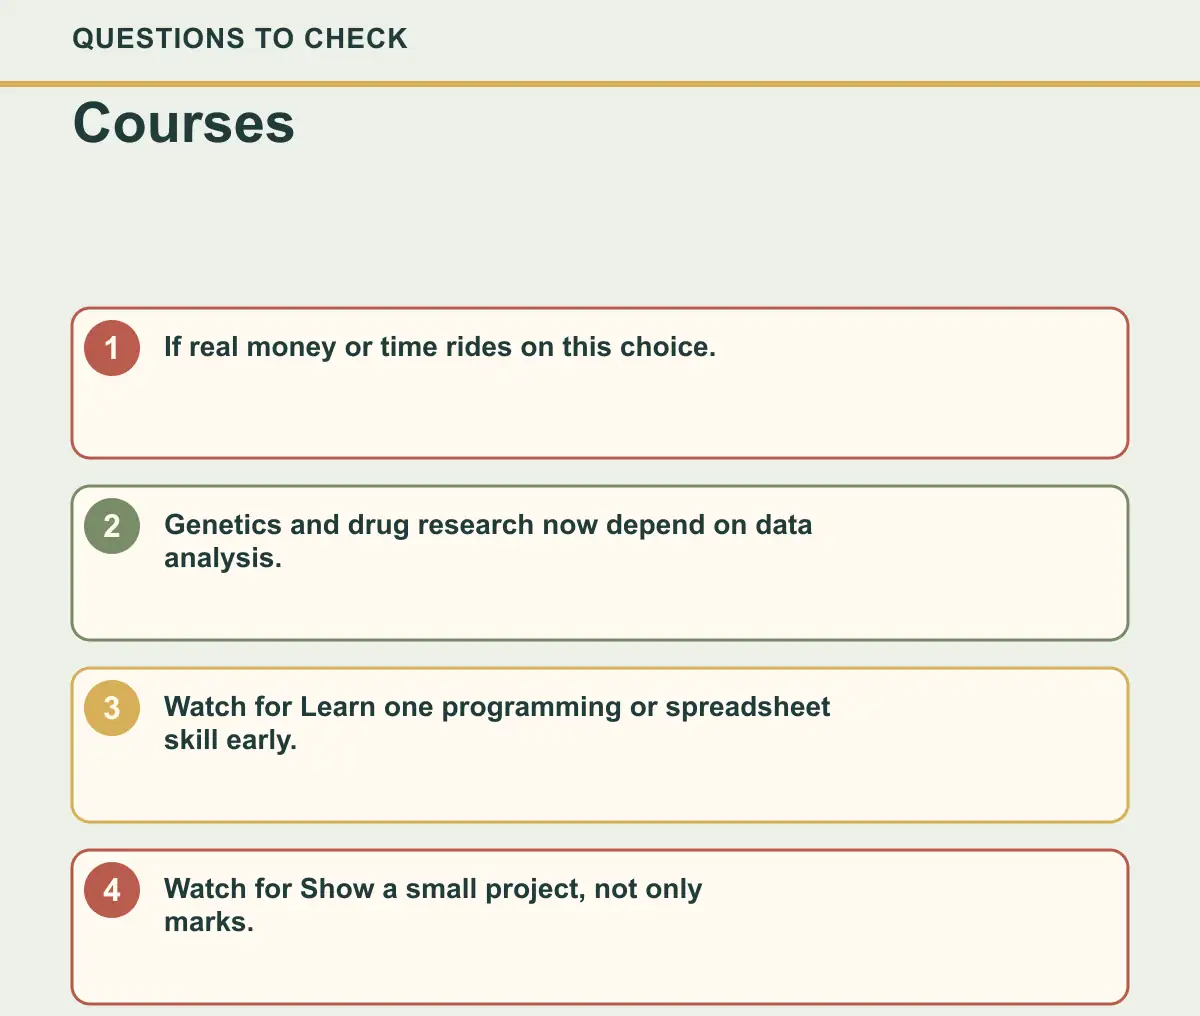 QUESTIONS TO CHECK
Courses
1
If real money or time rides on this choice.
2
Genetics and drug research now depend on data
analysis.
3
Watch for Learn one programming or spreadsheet
skill early.
4
Watch for Show a small project, not only
marks.